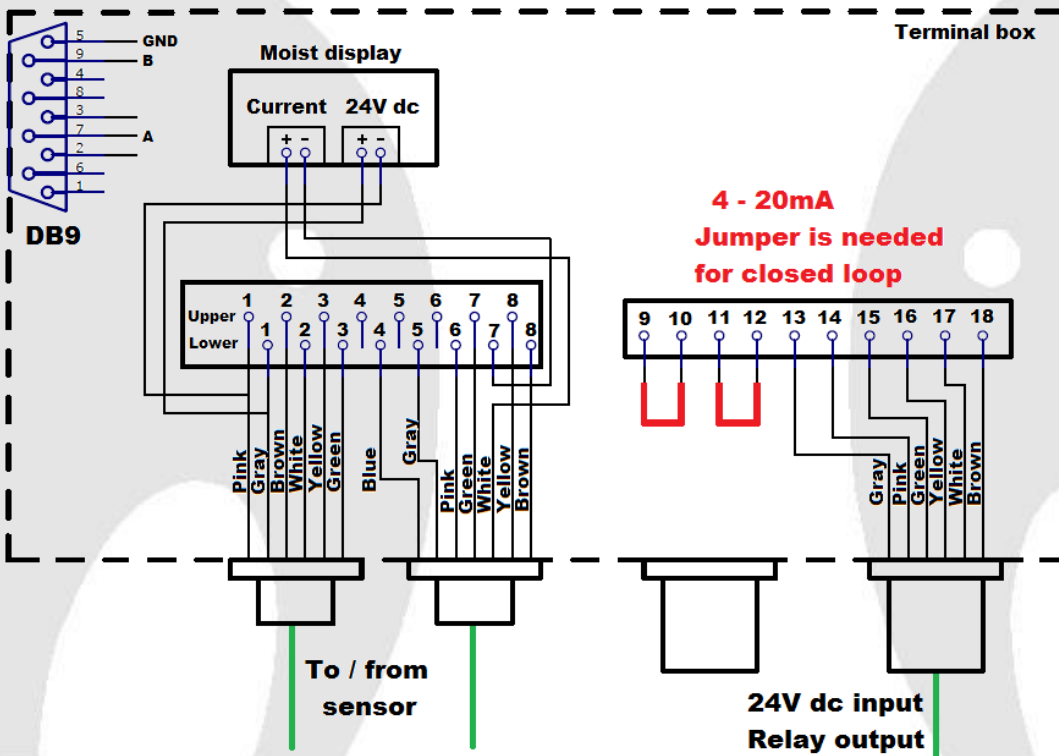 Terminal box
5 GND
9 B
4
8
3
7 A
2
6
1
DB9
Moist display
Current 24V dc
+ - + -
4 - 20mA
Jumper is needed
for closed loop
Upper 1 2 3 4 5 6 7 8
Lower 1 2 3 4 5 6 7 8
9 10 11 12 13 14 15 16 17 18
Pink
Gray
Brown
White
Yellow
Green
Blue
Gray
Pink
Green
White
Yellow
Brown
Gray
Pink
Green
Yellow
White
Brown
To / from
sensor
24V dc input
Relay output